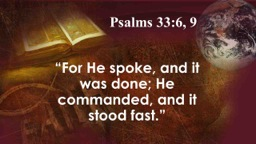 Psalms 33:6, 9
“For He spoke, and it
was done; He
commanded, and it
stood fast.”